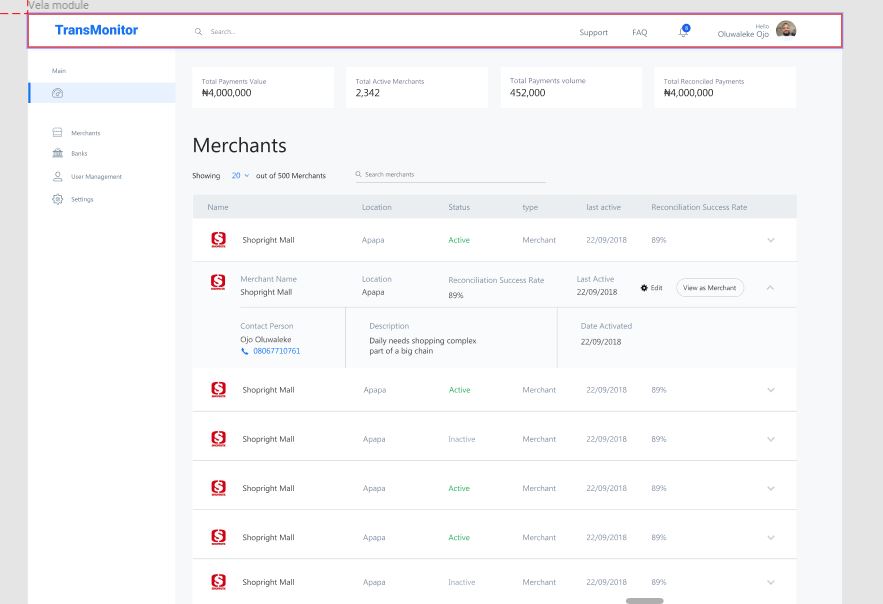 Vela module
TransMonitor
Search...
Support
FAQ
Hello
Oluwaleke Ojo
Main
Merchants
Banks
User Management
Settings
Total Payments Value
₦4,000,000
Total Active Merchants
2,342
Total Payments volume
452,000
Total Reconciled Payments
₦4,000,000
Merchants
Showing 20 out of 500 Merchants
Search merchants
Name Location Status type last active Reconciliation Success Rate
Shopright Mall Apapa Active Merchant 22/09/2018 89%
Merchant Name Location Reconciliation Success Rate Last Active
Shopright Mall Apapa 89% 22/09/2018 Edit View as Merchant
Contact Person Description Date Activated
Ojo Oluwaleke Daily needs shopping complex 22/09/2018
08067710761 part of a big chain
Shopright Mall Apapa Active Merchant 22/09/2018 89%
Shopright Mall Apapa Inactive Merchant 22/09/2018 89%
Shopright Mall Apapa Active Merchant 22/09/2018 89%
Shopright Mall Apapa Active Merchant 22/09/2018 89%
Shopright Mall Apapa Inactive Merchant 22/09/2018 89%